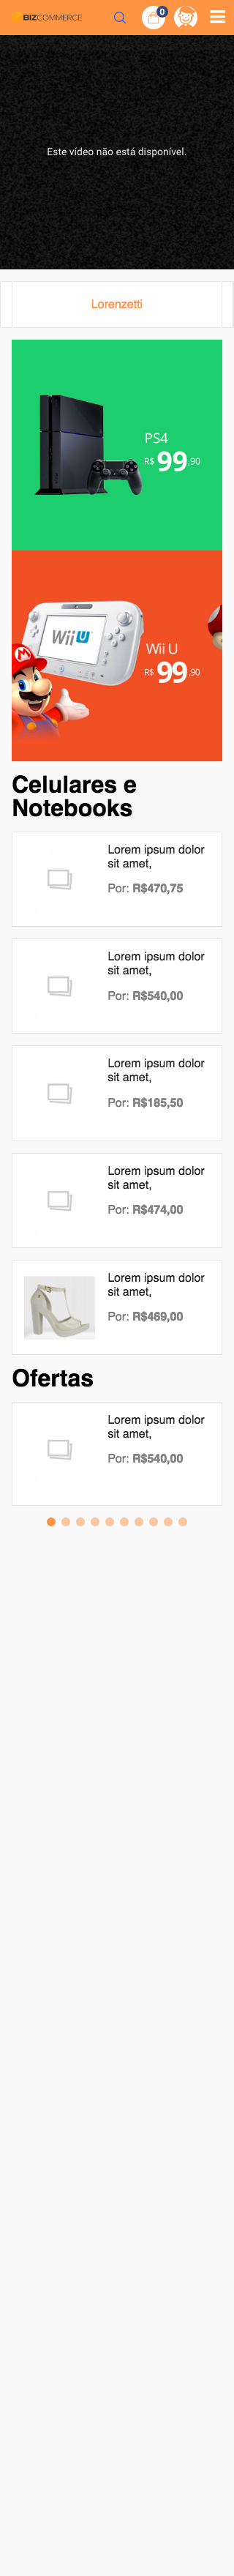 BIZCOMMERCE
0
Este vídeo não está disponível.
Lorenzetti
PS4
R$ 99,90
Wii U
Wii U
R$ 99,90
Celulares e
Notebooks
Lorem ipsum dolor
sit amet,
Por: R$470,75
Lorem ipsum dolor
sit amet,
Por: R$540,00
Lorem ipsum dolor
sit amet,
Por: R$185,50
Lorem ipsum dolor
sit amet,
Por: R$474,00
Lorem ipsum dolor
sit amet,
Por: R$469,00
Ofertas
Lorem ipsum dolor
sit amet,
Por: R$540,00